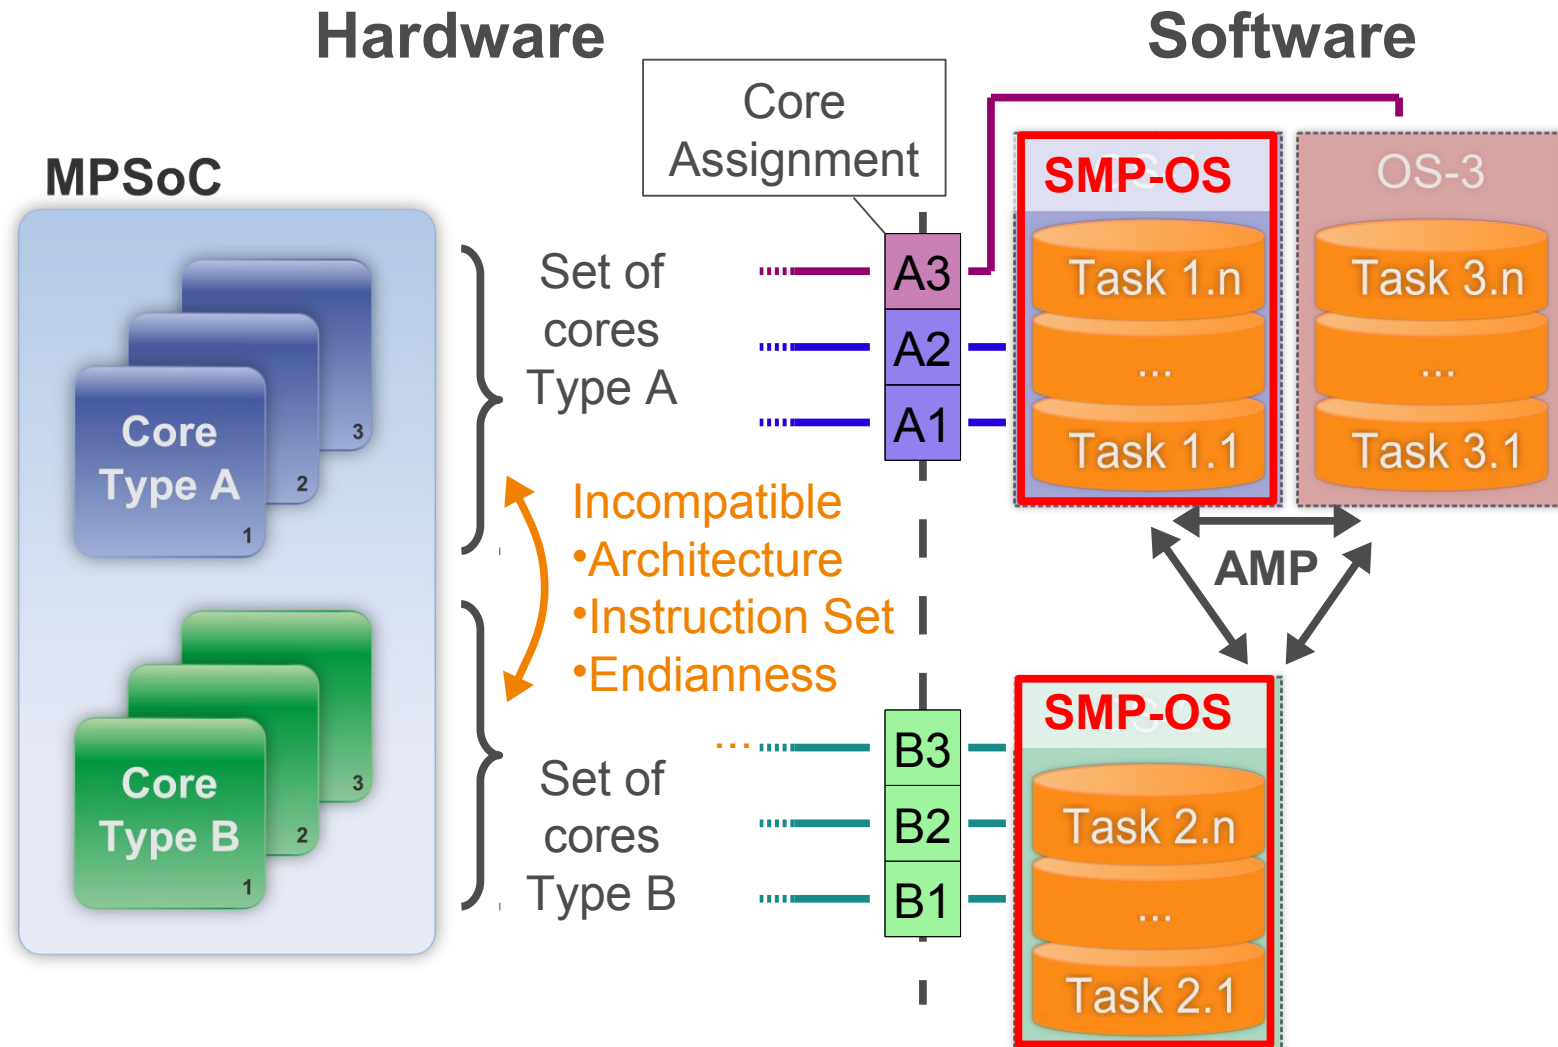 Hardware
Software
Core
Assignment
MPSoC
Core
Type A
1
2
3
Core
Type B
1
2
3
Set of
cores
Type A
Incompatible
•Architecture
•Instruction Set
•Endianness
...
Set of
cores
Type B
A3
A2
A1
B3
B2
B1
SMP-OS
Task 1.n
...
Task 1.1
OS-3
Task 3.n
...
Task 3.1
AMP
SMP-OS
Task 2.n
...
Task 2.1